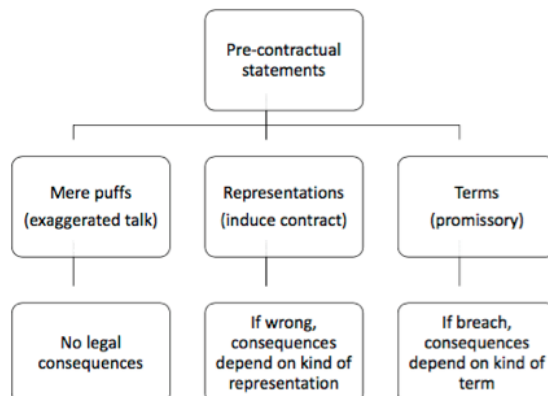 Pre-contractual
statements
Mere puffs
(exaggerated talk)
Representations
(induce contract)
Terms
(promissory)
No legal
consequences
If wrong,
consequences
depend on kind of
representation
If breach,
consequences
depend on kind of
term